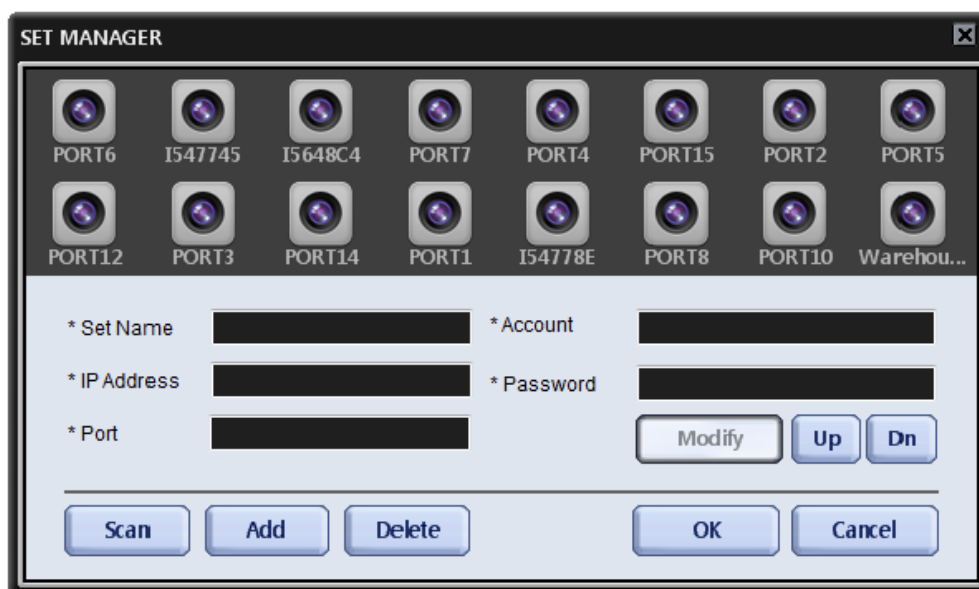 SET MANAGER
PORT6 I547745 I5648C4 PORT7 PORT4 PORT15 PORT2 PORT5
PORT12 PORT3 PORT14 PORT1 I54778E PORT8 PORT10 Warehou...
* Set Name * Account
* IP Address * Password
* Port Modify Up Dn
Scan Add Delete OK Cancel